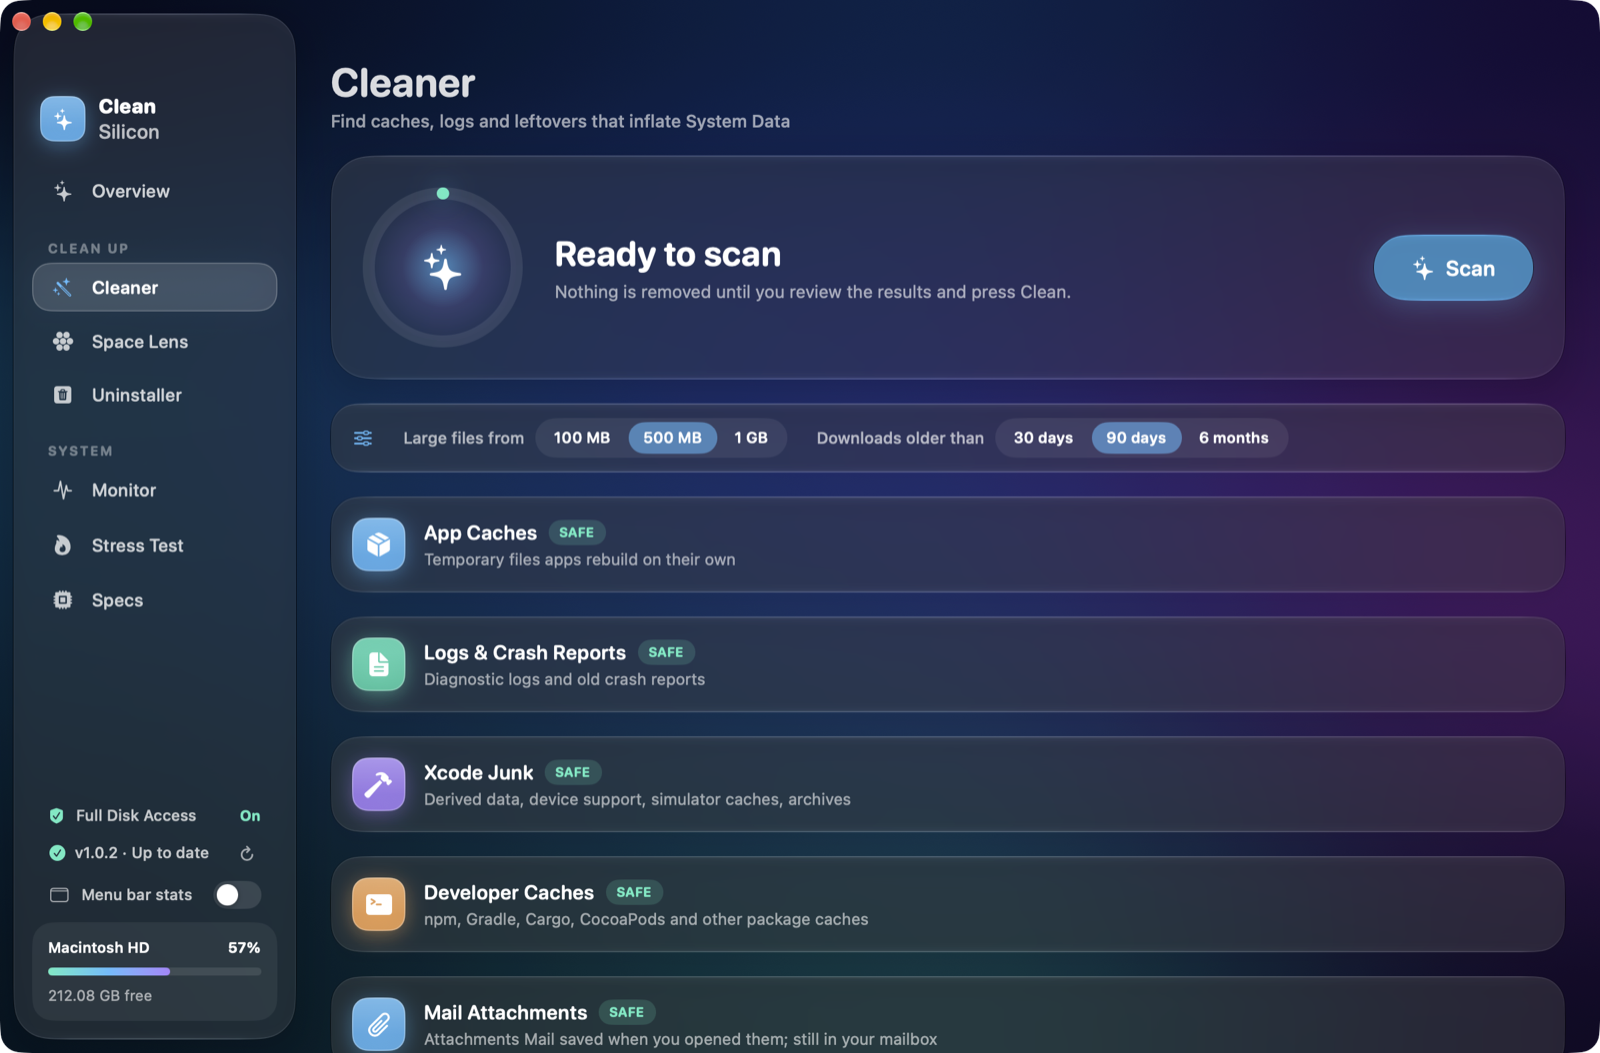 Clean
Silicon
Overview
CLEAN UP
Cleaner
Space Lens
Uninstaller
SYSTEM
Monitor
Stress Test
Specs
Full Disk Access On
v1.0.2 · Up to date
Menu bar stats
Macintosh HD 57%
212.08 GB free
Cleaner
Find caches, logs and leftovers that inflate System Data
Ready to scan
Nothing is removed until you review the results and press Clean.
Scan
Large files from 100 MB 500 MB 1 GB Downloads older than 30 days 90 days 6 months
App Caches SAFE
Temporary files apps rebuild on their own
Logs & Crash Reports SAFE
Diagnostic logs and old crash reports
Xcode Junk SAFE
Derived data, device support, simulator caches, archives
Developer Caches SAFE
npm, Gradle, Cargo, CocoaPods and other package caches
Mail Attachments SAFE
Attachments Mail saved when you opened them; still in your mailbox